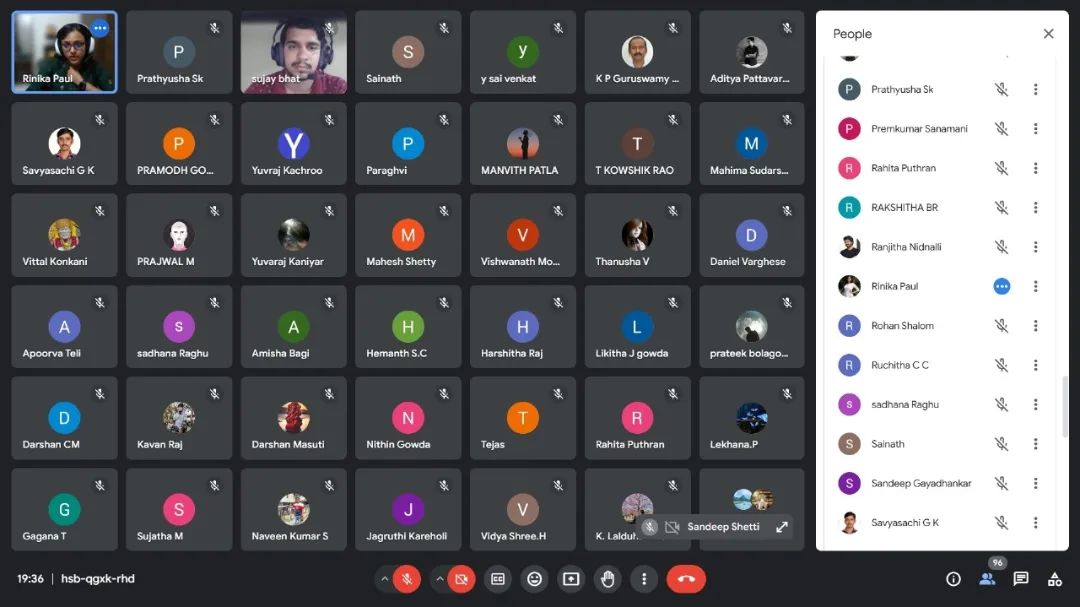 Rinika Paul
P
Prathyusha Sk
sujay bhat
S
Sainath
y
y sai venkat
K P Guruswamy ...
Aditya Pattavar...
Savyasachi G K
P
PRAMODH GO...
Y
Yuvraj Kachroo
P
Paraghvi
MANVITH PATLA
T
T KOWSHIK RAO
M
Mahima Sudars...
Vittal Konkani
PRAJWAL M
Yuvaraj Kaniyar
M
Mahesh Shetty
V
Vishwanath Mo...
Thanusha V
D
Daniel Varghese
A
Apoorva Teli
s
sadhana Raghu
A
Amisha Bagi
H
Hemanth S.C
H
Harshitha Raj
L
Likitha J gowda
prateek bolago...
D
Darshan CM
Kavan Raj
Darshan Masuti
N
Nithin Gowda
T
Tejas
R
Rahita Puthran
Lekhana.P
G
Gagana T
S
Sujatha M
Naveen Kumar S
J
Jagruthi Kareholi
V
Vidya Shree.H
K. Lalduh
Sandeep Shetti
People
P Prathyusha Sk
P Premkumar Sanamani
R Rahita Puthran
R RAKSHITHA BR
Ranjitha Nidnalli
Rinika Paul
R Rohan Shalom
R Ruchitha C C
s sadhana Raghu
S Sainath
S Sandeep Gayadhankar
Savyasachi G K
19:36 | hsb-qgxk-rhd
96